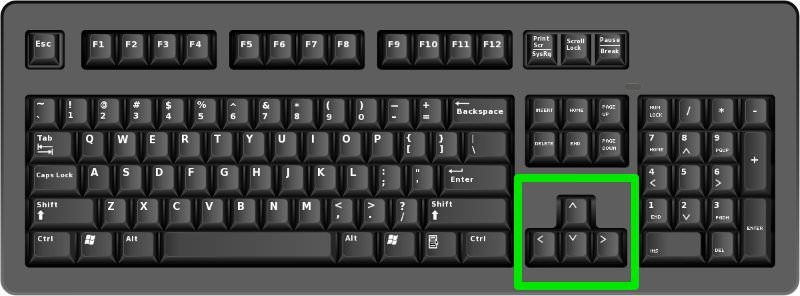 Esc F1 F2 F3 F4 F5 F6 F7 F8 F9 F10 F11 F12 Print Scr SysRq Scroll Lock Pause Break
~ ` ! 1 @ 2 # 3 $ 4 % 5 ^ 6 & 7 * 8 ( 9 ) 0 – - + = Backspace INSERT HOME PAGE UP NUM LOCK / * -
Tab Q W E R T Y U I O P { [ } ] | \ DELETE END PAGE DOWN 7 HOME 8 ^ 9 PGUP +
Caps Lock A S D F G H J K L : ; " ' Enter 4 < 5 6 >
Shift Z X C V B N M < , > . ? / Shift ^ 1 END 2 v 3 PGDN ENTER
Ctrl Alt Alt Ctrl < v > INS DEL